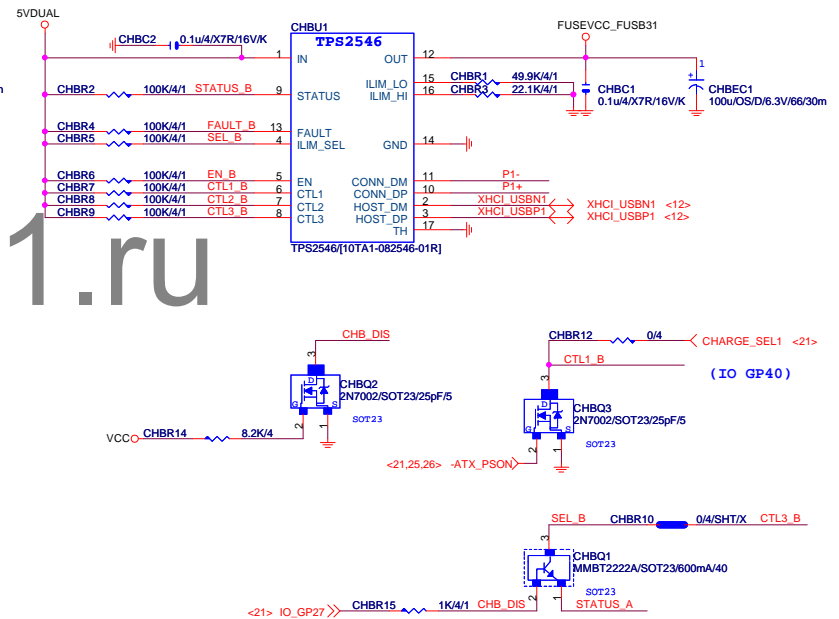 5VDUAL
CHBC2 0.1u/4/X7R/16V/K
CHBU1
TPS2546
FUSEVCC_FUSB31
1 IN OUT 12
CHBR2 100K/4/1 STATUS_B 9 STATUS
ILIM_LO 15 CHBR1 49.9K/4/1
ILIM_HI 16 CHBR3 22.1K/4/1
CHBC1
0.1u/4/X7R/16V/K
1
+
CHBEC1
100u/OS/D/6.3V/66/30m
CHBR4 100K/4/1 FAULT_B 13 FAULT
CHBR5 100K/4/1 SEL_B 4 ILIM_SEL
GND 14
CHBR6 100K/4/1 EN_B 5 EN
CHBR7 100K/4/1 CTL1_B 6 CTL1
CHBR8 100K/4/1 CTL2_B 7 CTL2
CHBR9 100K/4/1 CTL3_B 8 CTL3
CONN_DM 11 P1-
CONN_DP 10 P1+
HOST_DM 2 XHCI_USBN1 XHCI_USBN1 <12>
HOST_DP 3 XHCI_USBP1 XHCI_USBP1 <12>
TH 17
TPS2546/[10TA1-082546-01R]
1.ru
CHB_DIS
3
D
G
S
CHBQ2
2N7002/SOT23/25pF/5
SOT23
2
1
VCC CHBR14 8.2K/4
CHBR12 0/4 CHARGE_SEL1 <21>
CTL1_B
(IO GP40)
3
D
G
S
CHBQ3
2N7002/SOT23/25pF/5
SOT23
2
1
<21,25,26> -ATX_PSON
SEL_B CHBR10 0/4/SHT/X CTL3_B
3
CHBQ1
MMBT2222A/SOT23/600mA/40
SOT23
2
1
<21> IO_GP27 CHBR15 1K/4/1 CHB_DIS
STATUS_A